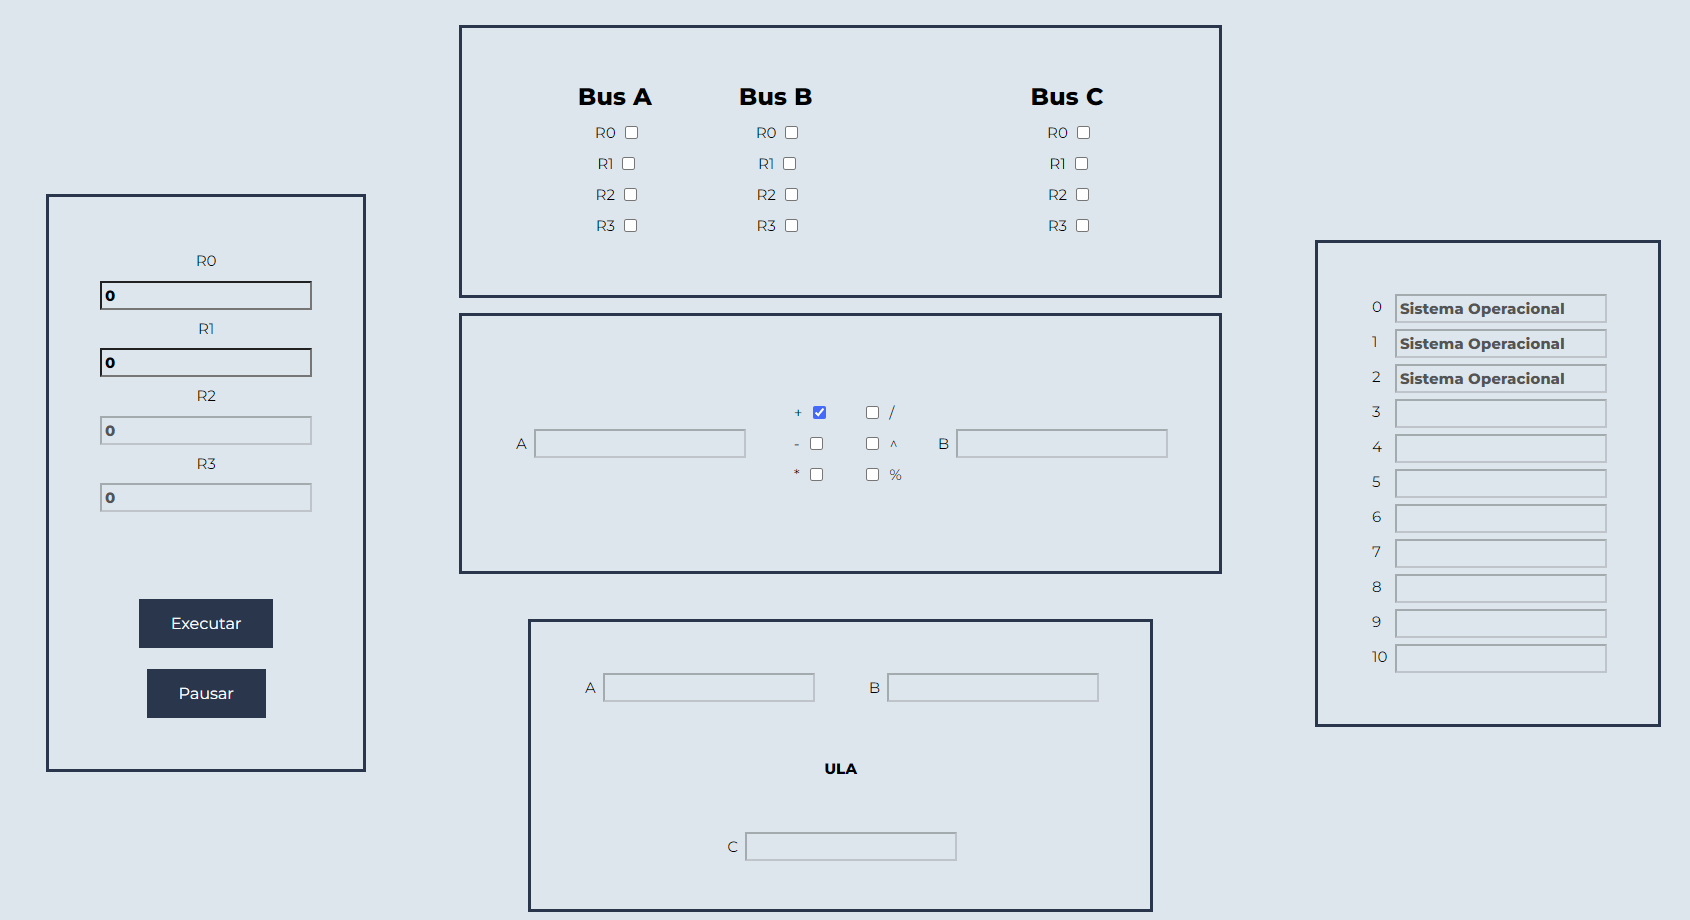 R0
0
R1
0
R2
0
R3
0
Executar
Pausar
Bus A Bus B Bus C
R0 R0 R0
R1 R1 R1
R2 R2 R2
R3 R3 R3
+ /
A - ^ B
* %
A B
ULA
C
0 Sistema Operacional
1 Sistema Operacional
2 Sistema Operacional
3
4
5
6
7
8
9
10